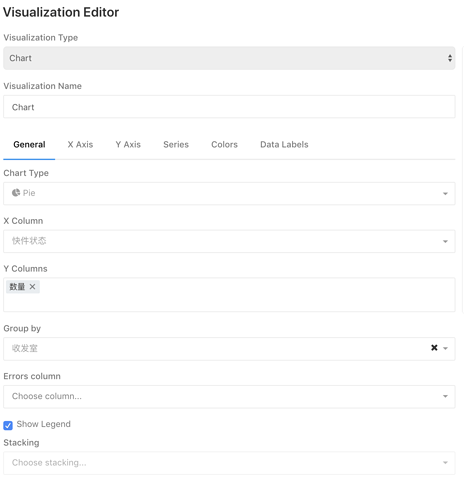 Visualization Editor
Visualization Type
Chart
Visualization Name
Chart
General X Axis Y Axis Series Colors Data Labels
Chart Type
Pie
X Column
快件状态
Y Columns
数量 ✕
Group by
收发室 ✖
Errors column
Choose column...
Show Legend
Stacking
Choose stacking...